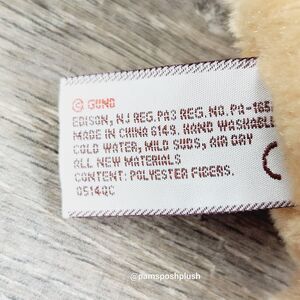 © GUND
EDISON, NJ REG.PA3 REG.NO. PA-165
MADE IN CHINA 6149. HAND WASHABLE
COLD WATER, MILD SUDS, AIR DRY
ALL NEW MATERIALS
CONTENT: POLYESTER FIBERS.
0514QC
@pamsposhplush